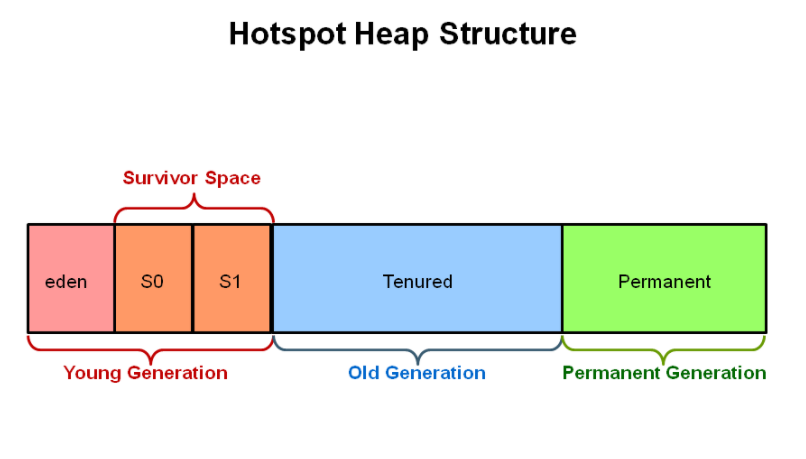 Hotspot Heap Structure
Survivor Space
eden
S0
S1
Tenured
Permanent
Young Generation
Old Generation
Permanent Generation